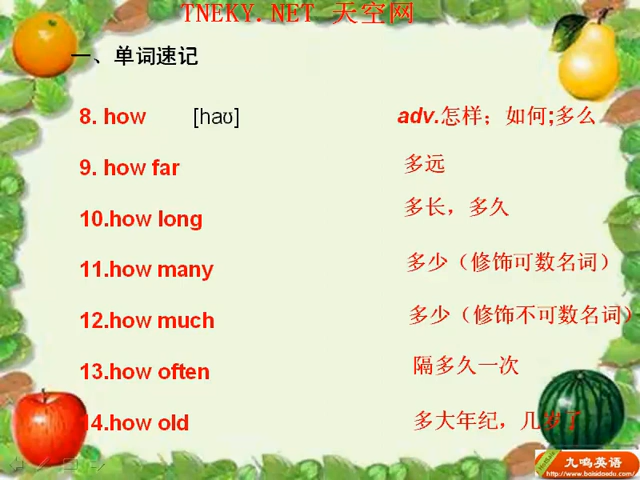 TNEKY.NET 天空网
一、单词速记
8. how [haʊ] adv.怎样；如何;多么
9. how far 多远
10.how long 多长，多久
11.how many 多少（修饰可数名词）
12.how much 多少（修饰不可数名词）
13.how often 隔多久一次
14.how old 多大年纪，几岁了
九鸣英语